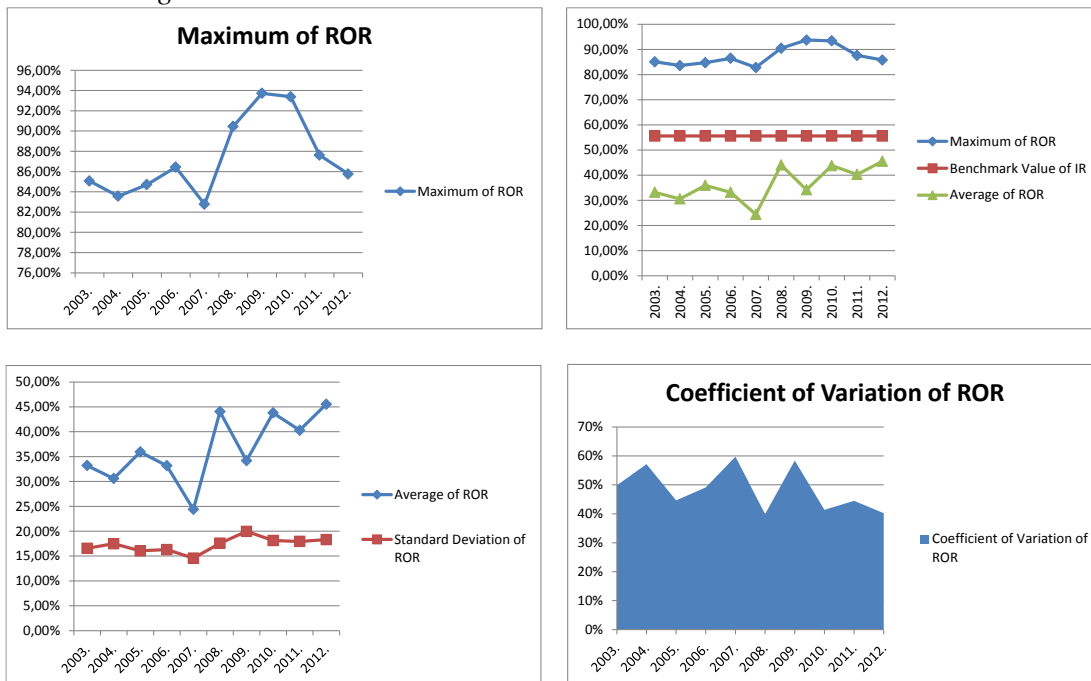 Maximum of ROR
96,00%
94,00%
92,00%
90,00%
88,00%
86,00%
84,00%
82,00%
80,00%
78,00%
76,00%
2003. 2004. 2005. 2006. 2007. 2008. 2009. 2010. 2011. 2012.
Maximum of ROR
100,00%
90,00%
80,00%
70,00%
60,00%
50,00%
40,00%
30,00%
20,00%
10,00%
0,00%
2003. 2004. 2005. 2006. 2007. 2008. 2009. 2010. 2011. 2012.
Maximum of ROR
Benchmark Value of IR
Average of ROR
50,00%
45,00%
40,00%
35,00%
30,00%
25,00%
20,00%
15,00%
10,00%
5,00%
0,00%
2003. 2004. 2005. 2006. 2007. 2008. 2009. 2010. 2011. 2012.
Average of ROR
Standard Deviation of
ROR
Coefficient of Variation of ROR
70%
60%
50%
40%
30%
20%
10%
0%
2003. 2004. 2005. 2006. 2007. 2008. 2009. 2010. 2011. 2012.
Coefficient of Variation of
ROR